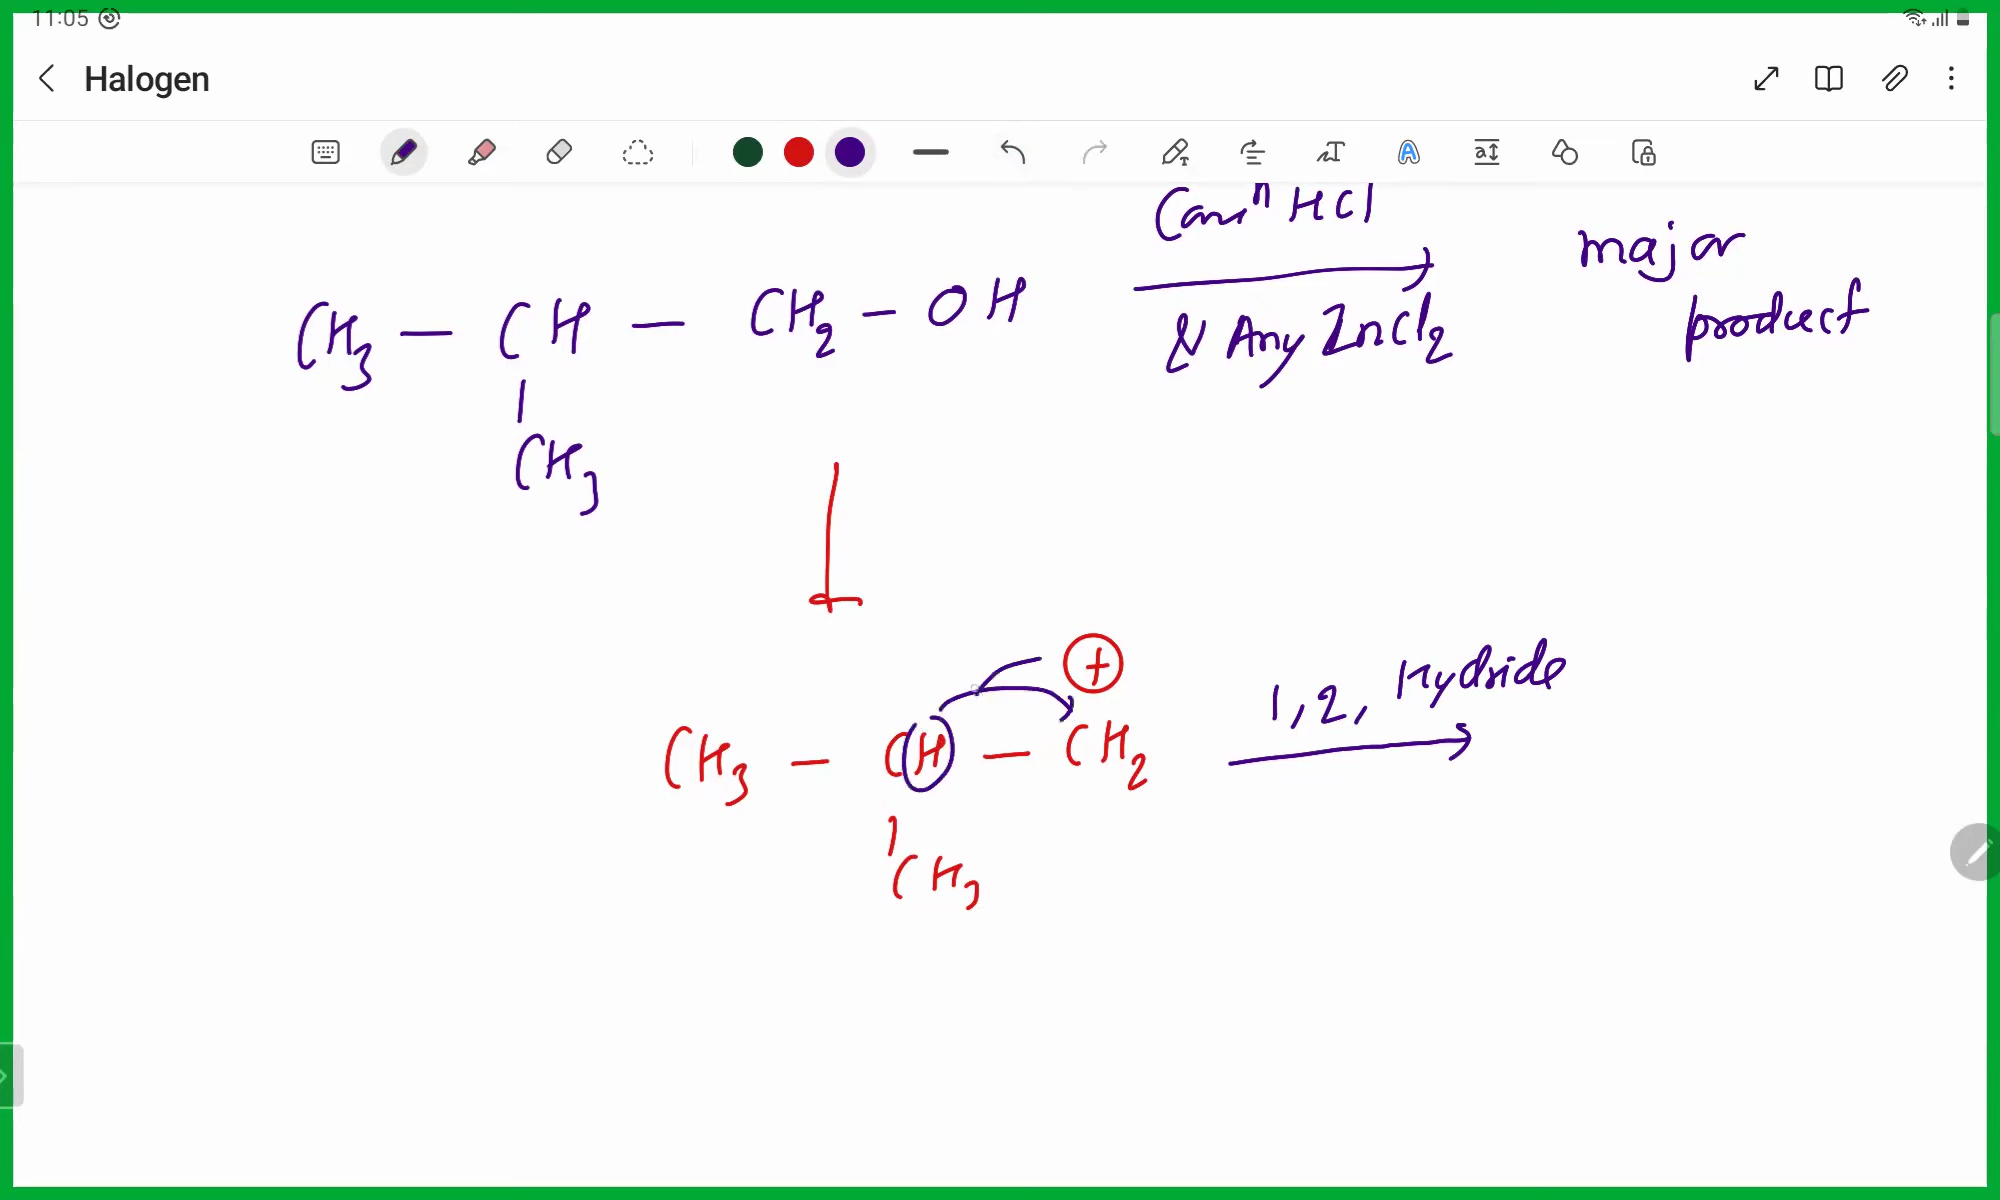 11:05
Halogen
Concn HCl
CH3 — CH — CH2 — OH
& Any ZnCl2
major
product
|
CH3
+
CH3 — CH — CH2
1, 2, Hydride
|
CH3